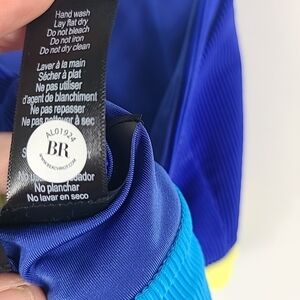 Hand wash
Lay flat dry
Do not bleach
Do not iron
Do not dry clean
Laver à la main
Sécher à plat
Ne pas utiliser
d'agent de blanchiment
Ne pas repasser
Ne pas nettoyer à sec
AL01924
BR
No planchar
No lavar en seco